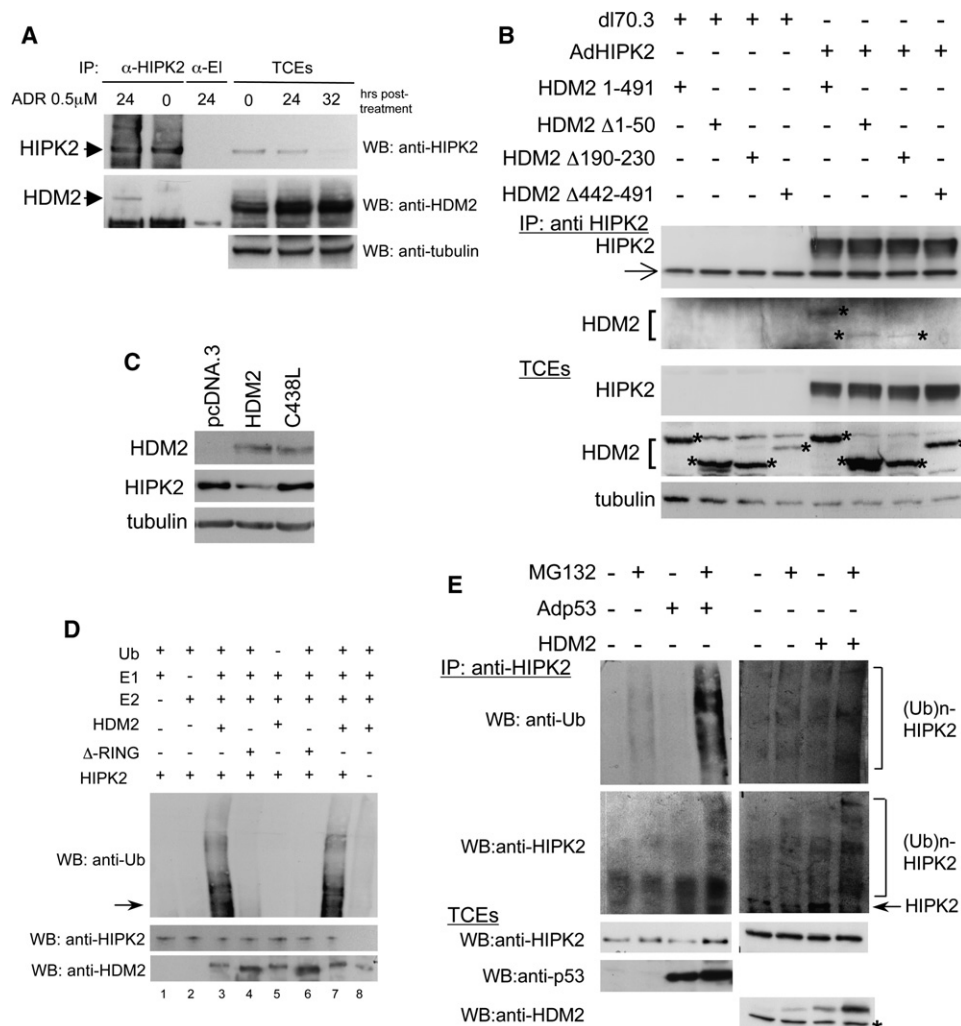 A
IP: α-HIPK2 α-EI TCEs
ADR 0.5µM 24 0 24 0 24 32 hrs post-treatment
HIPK2 WB: anti-HIPK2
HDM2 WB: anti-HDM2
WB: anti-tubulin
B
dl70.3 + + + + - - - -
AdHIPK2 - - - - + + + +
HDM2 1-491 + - - - + - - -
HDM2 Δ1-50 - + - - - + - -
HDM2 Δ190-230 - - + - - - + -
HDM2 Δ442-491 - - - + - - - +
IP: anti HIPK2
HIPK2
HDM2 [ * * *
TCEs
HIPK2
HDM2 [ * * * * * * * *
tubulin
C
pcDNA.3 HDM2 C438L
HDM2
HIPK2
tubulin
D
Ub + + + + - + + +
E1 + - + + + + + +
E2 - + + + + + + +
HDM2 - - + - + - + +
Δ-RING - - - + - + - -
HIPK2 + + + + + + + -
WB: anti-Ub
WB: anti-HIPK2
WB: anti-HDM2
1 2 3 4 5 6 7 8
E
MG132 - + - + - + - +
Adp53 - - + +
HDM2 - - + +
IP: anti-HIPK2
WB: anti-Ub (Ub)n-HIPK2
WB:anti-HIPK2 (Ub)n-HIPK2
HIPK2
TCEs
WB:anti-HIPK2
WB:anti-p53
WB:anti-HDM2 *